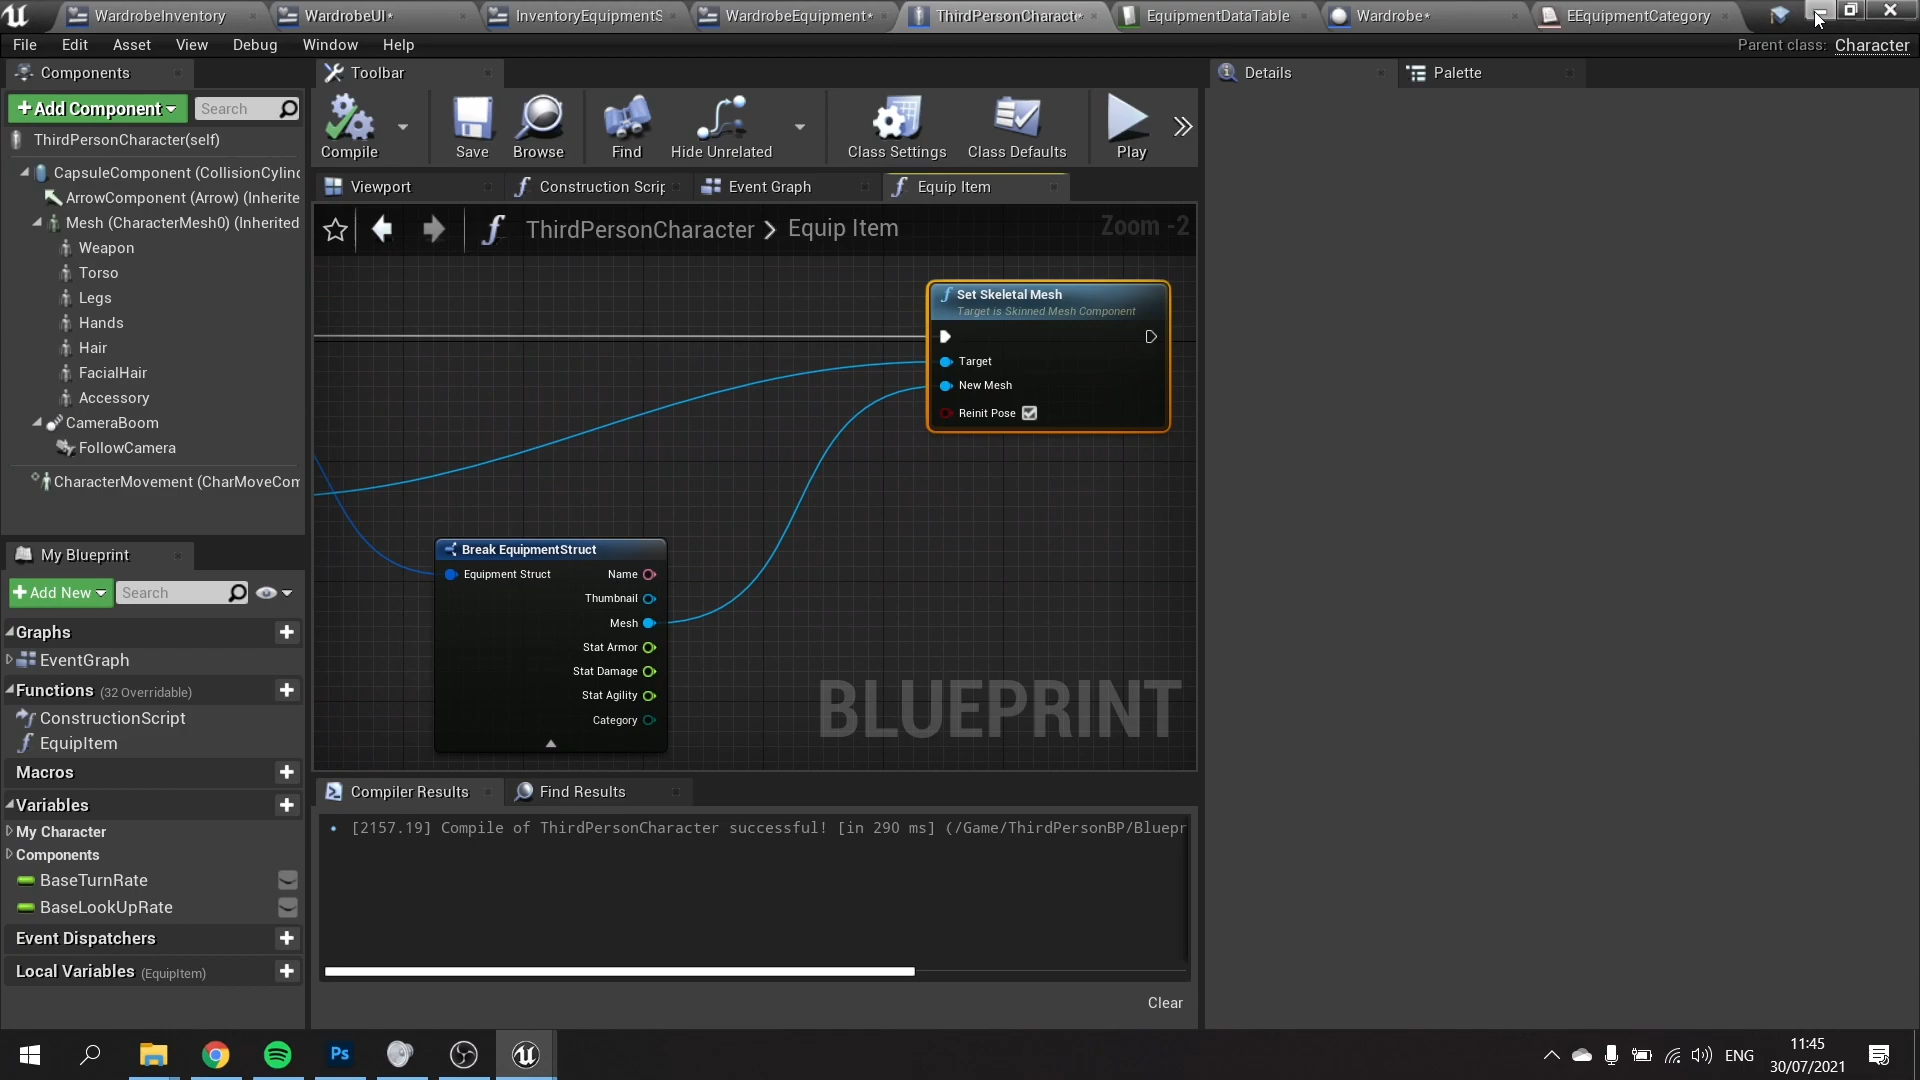 WardrobeInventory
WardrobeUI*
InventoryEquipmentS
WardrobeEquipment*
ThirdPersonCharact*
EquipmentDataTable
Wardrobe*
EEquipmentCategory
File Edit Asset View Debug Window Help
Parent class: Character
Components
Toolbar
Details
Palette
Add Component
Search
Compile
Save
Browse
Find
Hide Unrelated
Class Settings
Class Defaults
Play
ThirdPersonCharacter(self)
CapsuleComponent (CollisionCylind
ArrowComponent (Arrow) (Inherite
Mesh (CharacterMesh0) (Inherited
Weapon
Torso
Legs
Hands
Hair
FacialHair
Accessory
CameraBoom
FollowCamera
CharacterMovement (CharMoveCom
Viewport
Construction Scrip
Event Graph
Equip Item
ThirdPersonCharacter > Equip Item
Zoom -2
Set Skeletal Mesh
Target is Skinned Mesh Component
Target
New Mesh
Reinit Pose
Break EquipmentStruct
Equipment Struct
Name
Thumbnail
Mesh
Stat Armor
Stat Damage
Stat Agility
Category
BLUEPRINT
My Blueprint
Add New
Search
Graphs
EventGraph
Functions (32 Overridable)
ConstructionScript
EquipItem
Macros
Variables
My Character
Components
BaseTurnRate
BaseLookUpRate
Event Dispatchers
Local Variables (EquipItem)
Compiler Results
Find Results
[2157.19] Compile of ThirdPersonCharacter successful! [in 290 ms] (/Game/ThirdPersonBP/Bluepr
Clear
Ps
ENG
11:45
30/07/2021